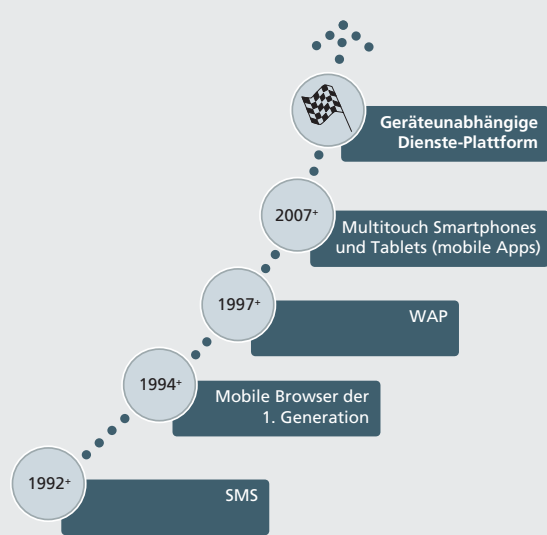 Geräteunabhängige
Dienste-Plattform
2007+
Multitouch Smartphones
und Tablets (mobile Apps)
1997+
WAP
1994+
Mobile Browser der
1. Generation
1992+
SMS